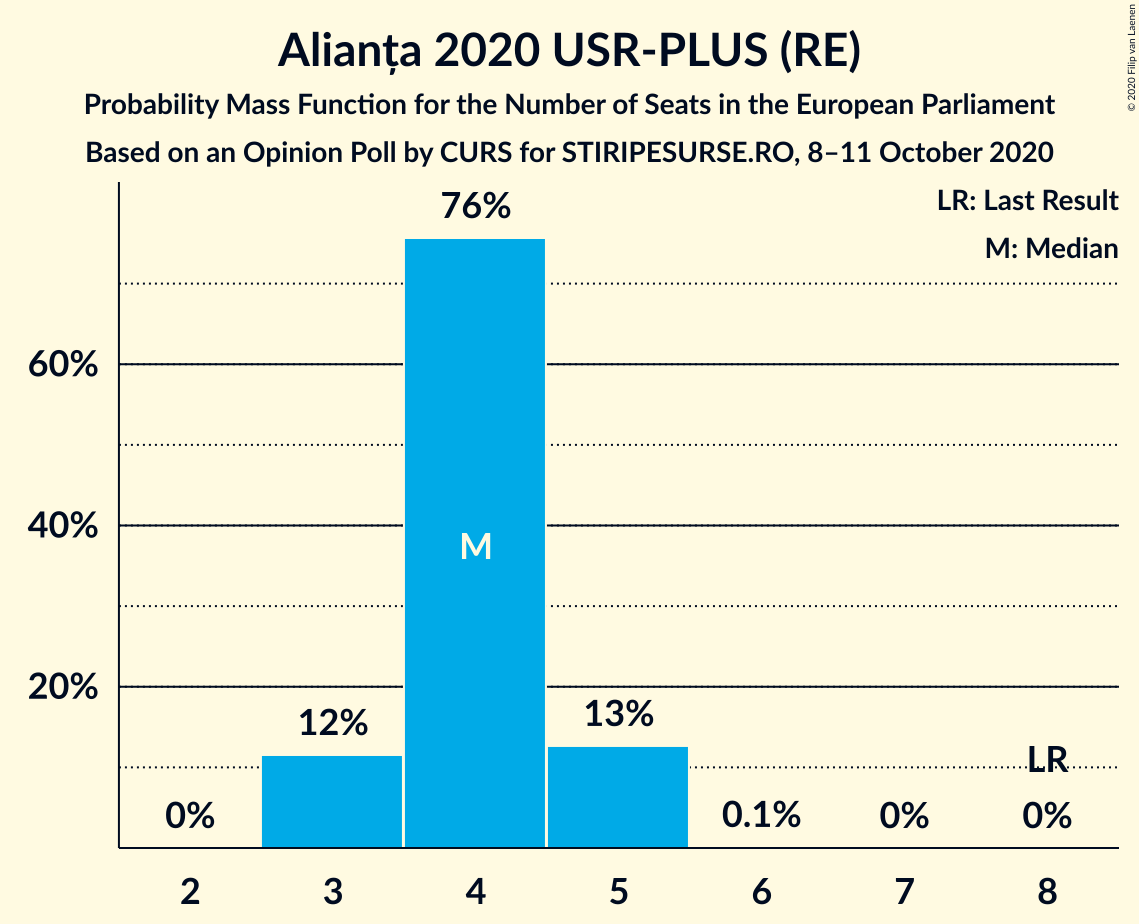 Alianța 2020 USR-PLUS (RE)
Probability Mass Function for the Number of Seats in the European Parliament
Based on an Opinion Poll by CURS for STIRIPESURSE.RO, 8–11 October 2020
© 2020 Filip van Laenen
LR: Last Result
M: Median
76%
60%
M
40%
20%
12%
13%
LR
0%
0.1%
0%
0%
2
3
4
5
6
7
8